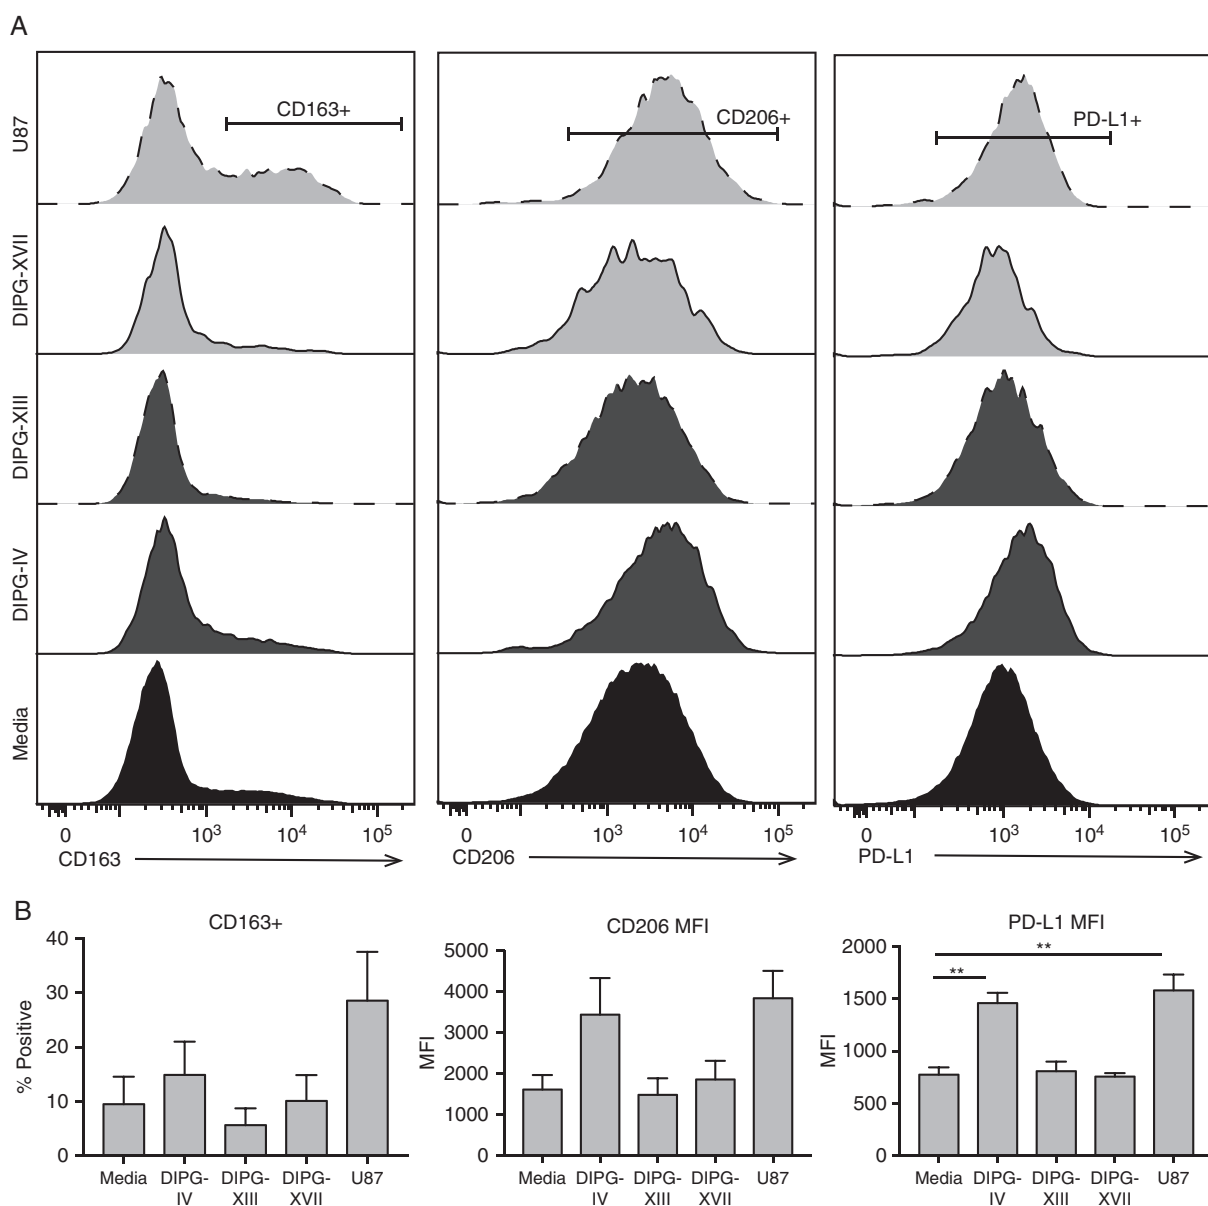 A
U87
CD163+
CD206+
PD-L1+
DIPG-XVII
DIPG-XIII
DIPG-IV
Media
0 10³ 10⁴ 10⁵
CD163
0 10³ 10⁴ 10⁵
CD206
0 10³ 10⁴ 10⁵
PD-L1
B
CD163+
% Positive
40
30
20
10
0
Media DIPG-IV DIPG-XIII DIPG-XVII U87
CD206 MFI
MFI
5000
4000
3000
2000
1000
0
Media DIPG-IV DIPG-XIII DIPG-XVII U87
PD-L1 MFI
MFI
2000
1500
1000
500
0
**
**
Media DIPG-IV DIPG-XIII DIPG-XVII U87